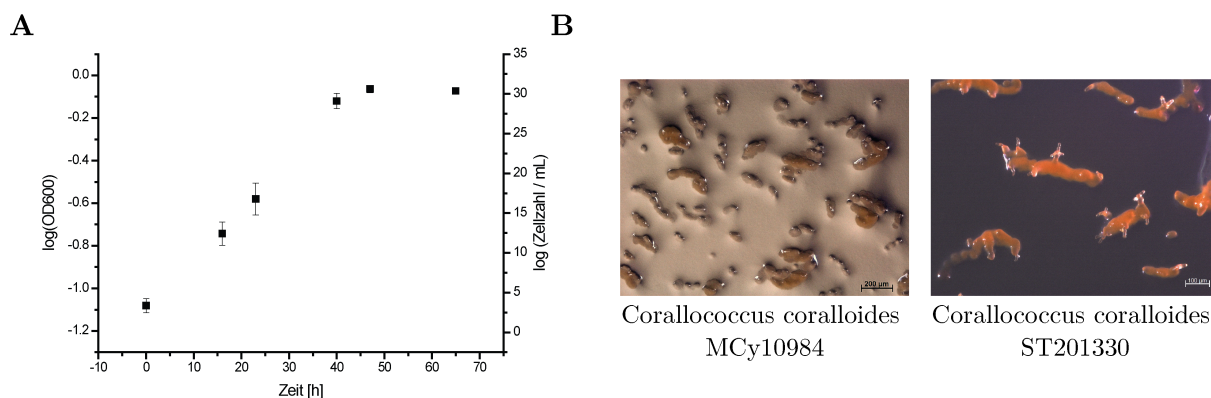 A
B
0.0
-0.2
-0.4
-0.6
-0.8
-1.0
-1.2
log(OD600)
35
30
25
20
15
10
5
0
log (Zellzahl / mL)
-10 0 10 20 30 40 50 60 70
Zeit [h]
200 µm
100 µm
Corallococcus coralloides
MCy10984
Corallococcus coralloides
ST201330